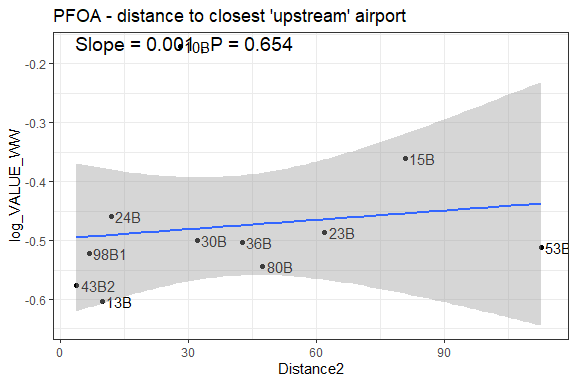 PFOA - distance to closest 'upstream' airport
Slope = 0.001 P = 0.654
10B
-0.2
-0.3
15B
-0.4
24B
30B
36B
23B
-0.5
53B
98B1
80B
43B2
13B
-0.6
log_VALUE_WW
0
30
60
90
Distance2